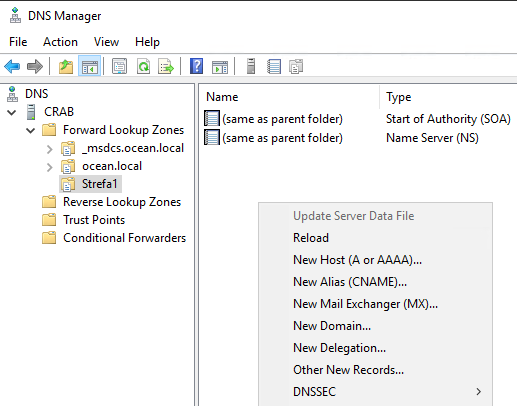 DNS Manager
File Action View Help
Name Type
DNS
CRAB
Forward Lookup Zones
_msdcs.ocean.local
ocean.local
Strefa1
Reverse Lookup Zones
Trust Points
Conditional Forwarders
(same as parent folder) Start of Authority (SOA)
(same as parent folder) Name Server (NS)
Update Server Data File
Reload
New Host (A or AAAA)...
New Alias (CNAME)...
New Mail Exchanger (MX)...
New Domain...
New Delegation...
Other New Records...
DNSSEC